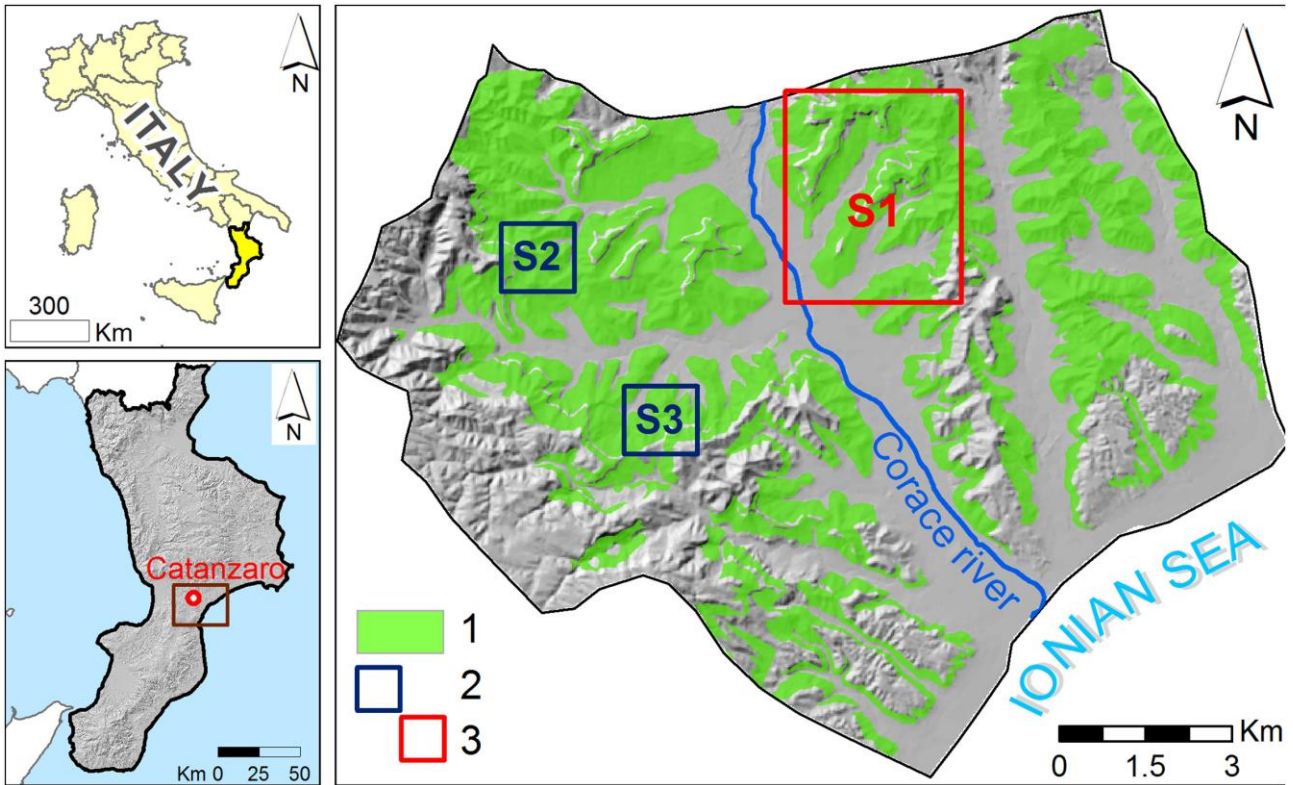 ITALY
N
300
Km
N
Catanzaro
Km 0 25 50
N
S1
S2
S3
Corace river
IONIIAN SEA
1
2
3
Km
0 1.5 3